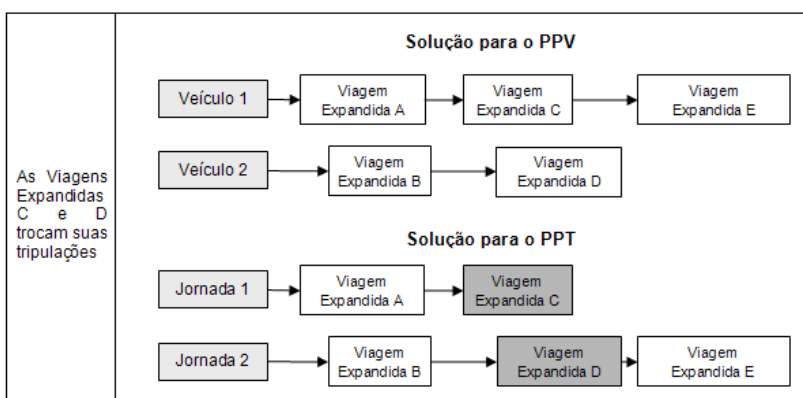 As Viagens
Expandidas
C e D
trocam suas
tripulações
Solução para o PPV
Veículo 1
Viagem
Expandida A
Viagem
Expandida C
Viagem
Expandida E
Veículo 2
Viagem
Expandida B
Viagem
Expandida D
Solução para o PPT
Jornada 1
Viagem
Expandida A
Viagem
Expandida C
Jornada 2
Viagem
Expandida B
Viagem
Expandida D
Viagem
Expandida E